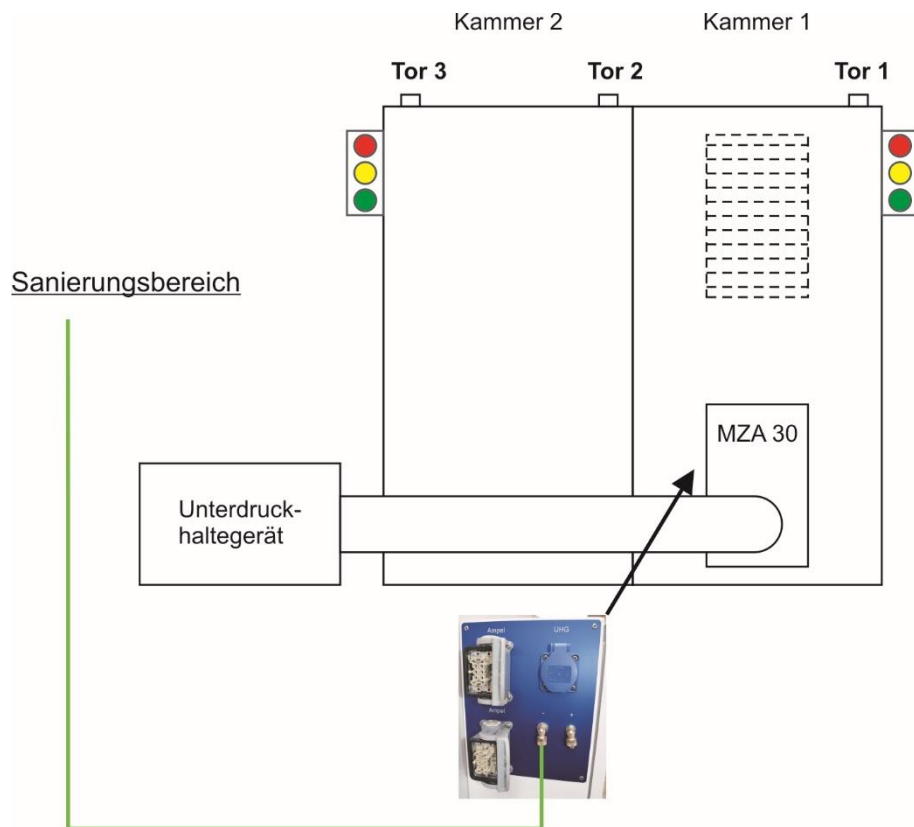 Kammer 2
Kammer 1
Tor 3
Tor 2
Tor 1
Sanierungsbereich
MZA 30
Unterdruck-
haltegerät
Ampel
UHG
Ampel
-
+